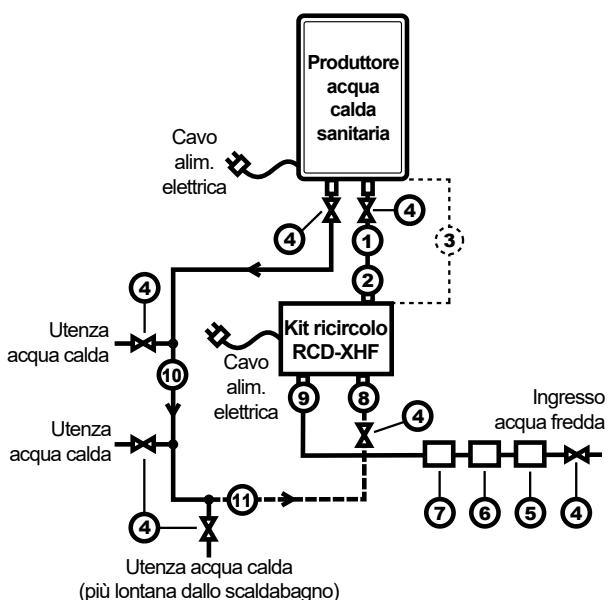 Produttore
acqua
calda
sanitaria
Cavo
alim.
elettrica
4
4
1
3
2
4
Utenza
acqua calda
Kit ricircolo
RCD-XHF
Cavo
alim.
elettrica
10
9
8
4
Ingresso
acqua fredda
Utenza
acqua calda
11
4
7
6
5
4
Utenza acqua calda
(più lontana dallo scaldabagno)